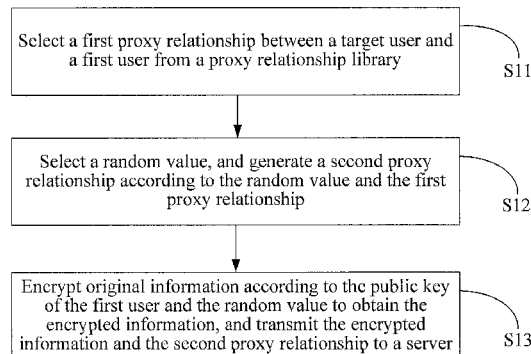 Select a first proxy relationship between a target user and
a first user from a proxy relationship library
S11
Select a random value, and generate a second proxy
relationship according to the random value and the first
proxy relationship
S12
Encrypt original information according to the public key
of the first user and the random value to obtain the
encrypted information, and transmit the encrypted
information and the second proxy relationship to a server
S13